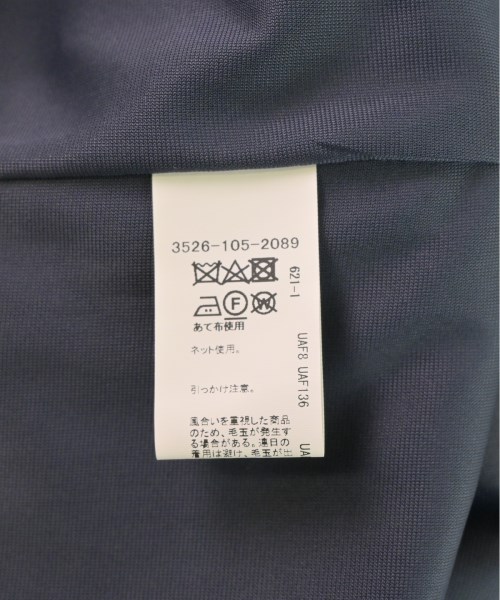 3526-105-2089
F W
あて布使用
ネット使用。
引っかけ注意。
風合いを重視した商品
のため、毛玉が発生す
る場合がある。連日の
着用は避け、毛玉が出
621-1
UAF8 UAF136 UA